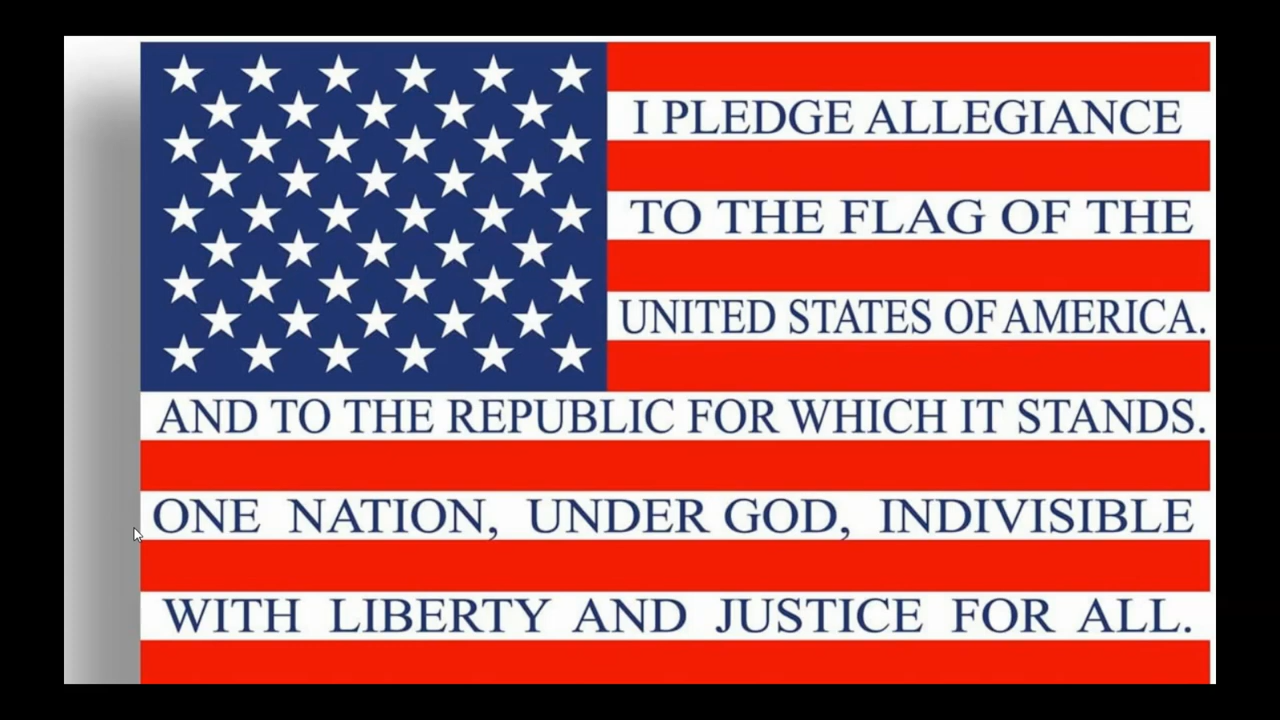 I PLEDGE ALLEGIANCE
TO THE FLAG OF THE
UNITED STATES OF AMERICA.
AND TO THE REPUBLIC FOR WHICH IT STANDS.
ONE NATION, UNDER GOD, INDIVISIBLE
WITH LIBERTY AND JUSTICE FOR ALL.